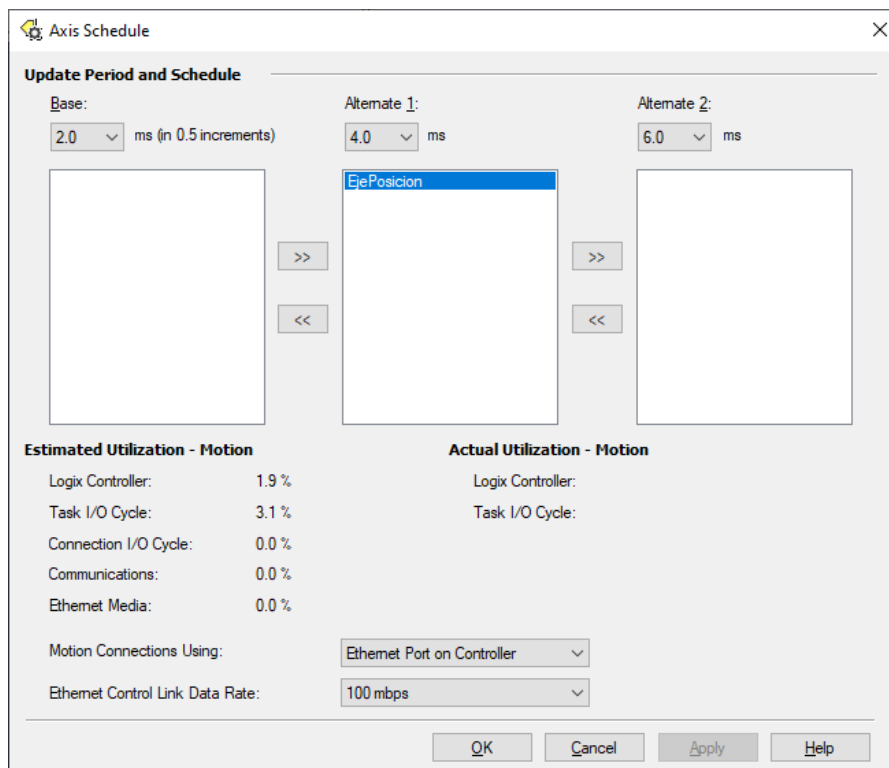 Axis Schedule
Update Period and Schedule
Base: Alternate 1: Alternate 2:
2.0 ms (in 0.5 increments) 4.0 ms 6.0 ms
EjePosicion
>> >>
<< <<
Estimated Utilization - Motion Actual Utilization - Motion
Logix Controller: 1.9 % Logix Controller:
Task I/O Cycle: 3.1 % Task I/O Cycle:
Connection I/O Cycle: 0.0 %
Communications: 0.0 %
Ethernet Media: 0.0 %
Motion Connections Using: Ethernet Port on Controller
Ethernet Control Link Data Rate: 100 mbps
OK Cancel Apply Help